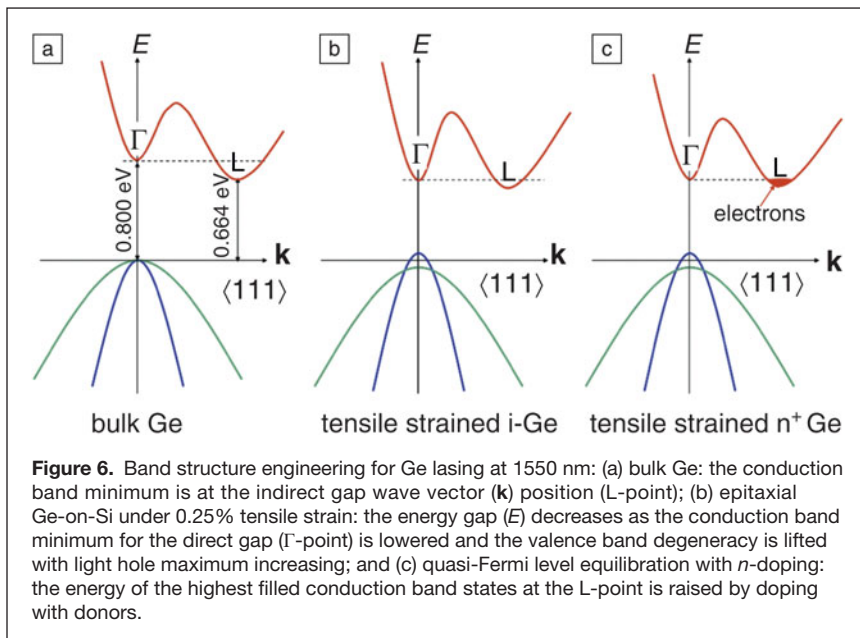 a
E
Γ
L
0.800 eV
0.664 eV
k
⟨111⟩
bulk Ge
b
E
Γ
L
k
⟨111⟩
tensile strained i-Ge
c
E
Γ
L
electrons
k
⟨111⟩
tensile strained n⁺ Ge
Figure 6. Band structure engineering for Ge lasing at 1550 nm: (a) bulk Ge: the conduction
band minimum is at the indirect gap wave vector (k) position (L-point); (b) epitaxial
Ge-on-Si under 0.25% tensile strain: the energy gap (E) decreases as the conduction band
minimum for the direct gap (Γ-point) is lowered and the valence band degeneracy is lifted
with light hole maximum increasing; and (c) quasi-Fermi level equilibration with n-doping:
the energy of the highest filled conduction band states at the L-point is raised by doping
with donors.